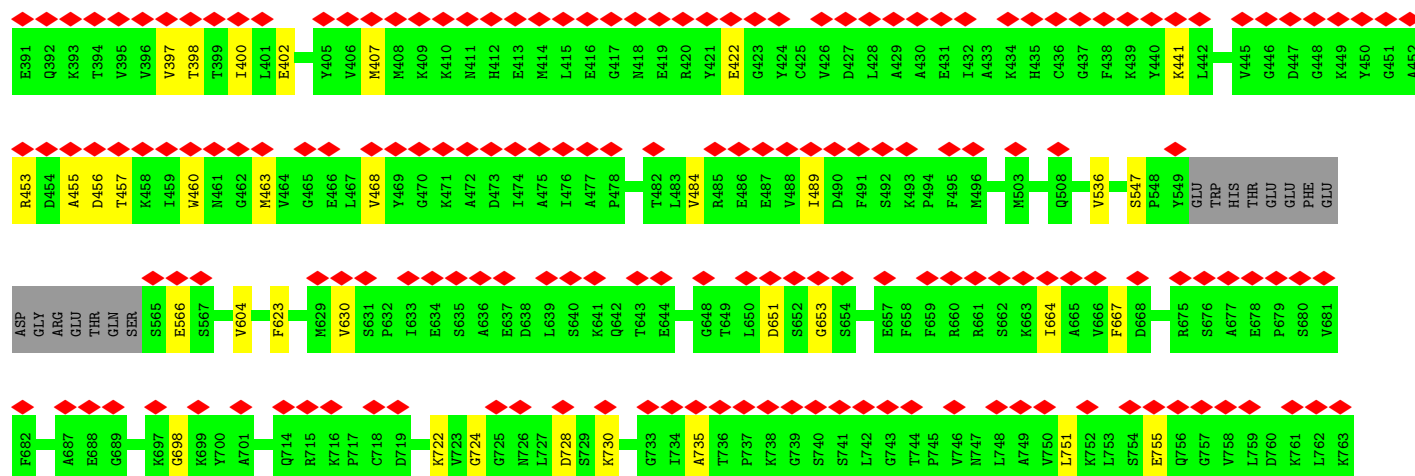 E391 Q392 K393 T394 V395 V396 V397 T398 T399 I400 L401 E402 Y405 V406 M407 M408 K409 K410 N411 H412 E413 M414 L415 E416 G417 N418 E419 R420 Y421 E422 G423 Y424 C425 V426 D427 L428 A429 A430 E431 I432 A433 K434 H435 C436 G437 F438 K439 Y440 K441 L442 V445 G446 D447 G448 K449 Y450 G451 A452
R453 D454 A455 D456 T457 K458 I459 W460 N461 G462 M463 V464 G465 E466 L467 V468 Y469 G470 K471 A472 D473 I474 A475 I476 A477 P478 T482 L483 V484 R485 E486 E487 V488 I489 D490 F491 S492 K493 P494 F495 M496 M503 Q508 V536 S547 P548 Y549 GLU TRP HIS THR GLU GLU PHE GLU
ASP GLY ARG GLU THR GLN SER S565 E566 S567 V604 F623 M629 V630 S631 P632 I633 E634 S635 A636 E637 D638 L639 S640 K641 Q642 T643 E644 G648 T649 L650 D651 S652 G653 S654 E657 F658 F659 R660 R661 S662 K663 I664 A665 V666 F667 D668 R675 S676 A677 E678 P679 S680 V681
F682 A687 E688 G689 K697 G698 K699 Y700 A701 Q714 R715 K716 P717 C718 D719 K722 V723 G724 G725 N726 L727 D728 S729 K730 G733 I734 A735 T736 P737 K738 G739 S740 S741 L742 G743 T744 P745 V746 N747 L748 A749 V750 L751 K752 L753 S754 E755 Q756 G757 V758 L759 D760 K761 L762 K763